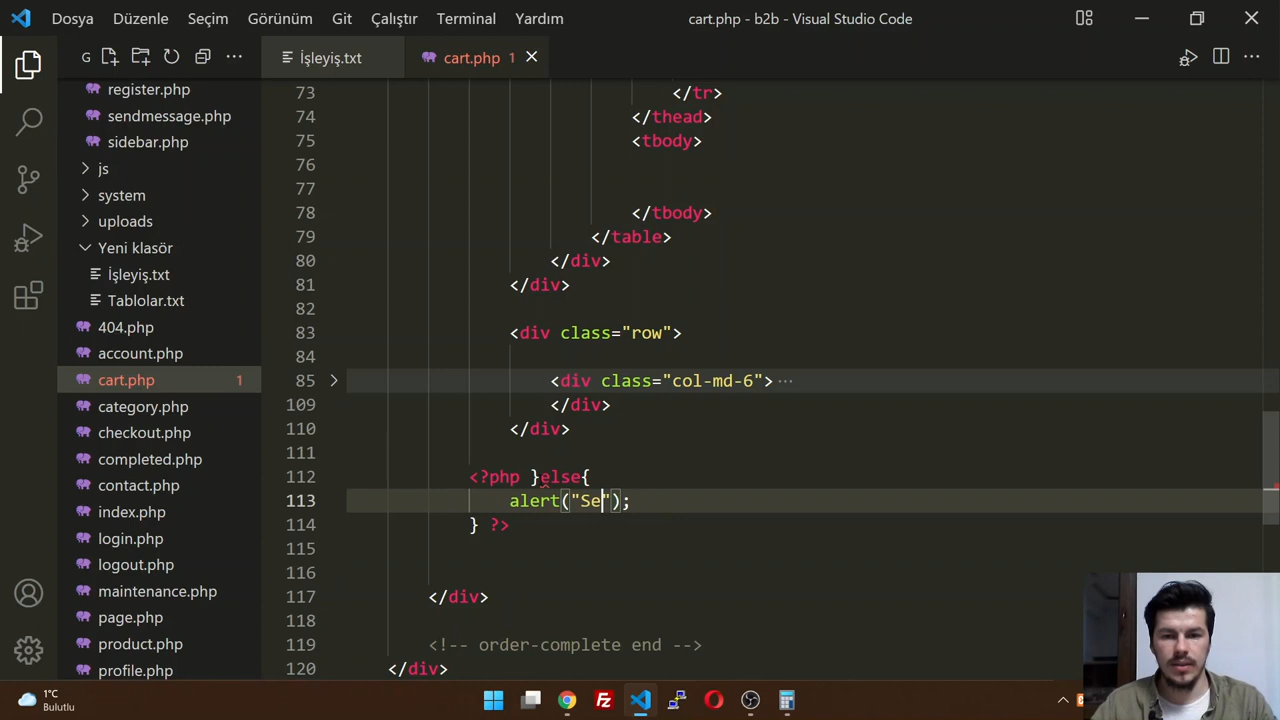 Dosya Düzenle Seçim Görünüm Git Çalıştır Terminal Yardım cart.php - b2b - Visual Studio Code
G İşleyiş.txt cart.php 1
register.php
sendmessage.php
sidebar.php
js
system
uploads
Yeni klasör
İşleyiş.txt
Tablolar.txt
404.php
account.php
cart.php 1
category.php
checkout.php
completed.php
contact.php
index.php
login.php
logout.php
maintenance.php
page.php
product.php
profile.php
73 </tr>
74 </thead>
75 <tbody>
76
77
78 </tbody>
79 </table>
80 </div>
81 </div>
82
83 <div class="row">
84
85 <div class="col-md-6"> ···
109 </div>
110 </div>
111
112 <?php }else{
113 alert("Se");
114 } ?>
115
116
117 </div>
118
119 <!-- order-complete end -->
120 </div>
1°C
Bulutlu